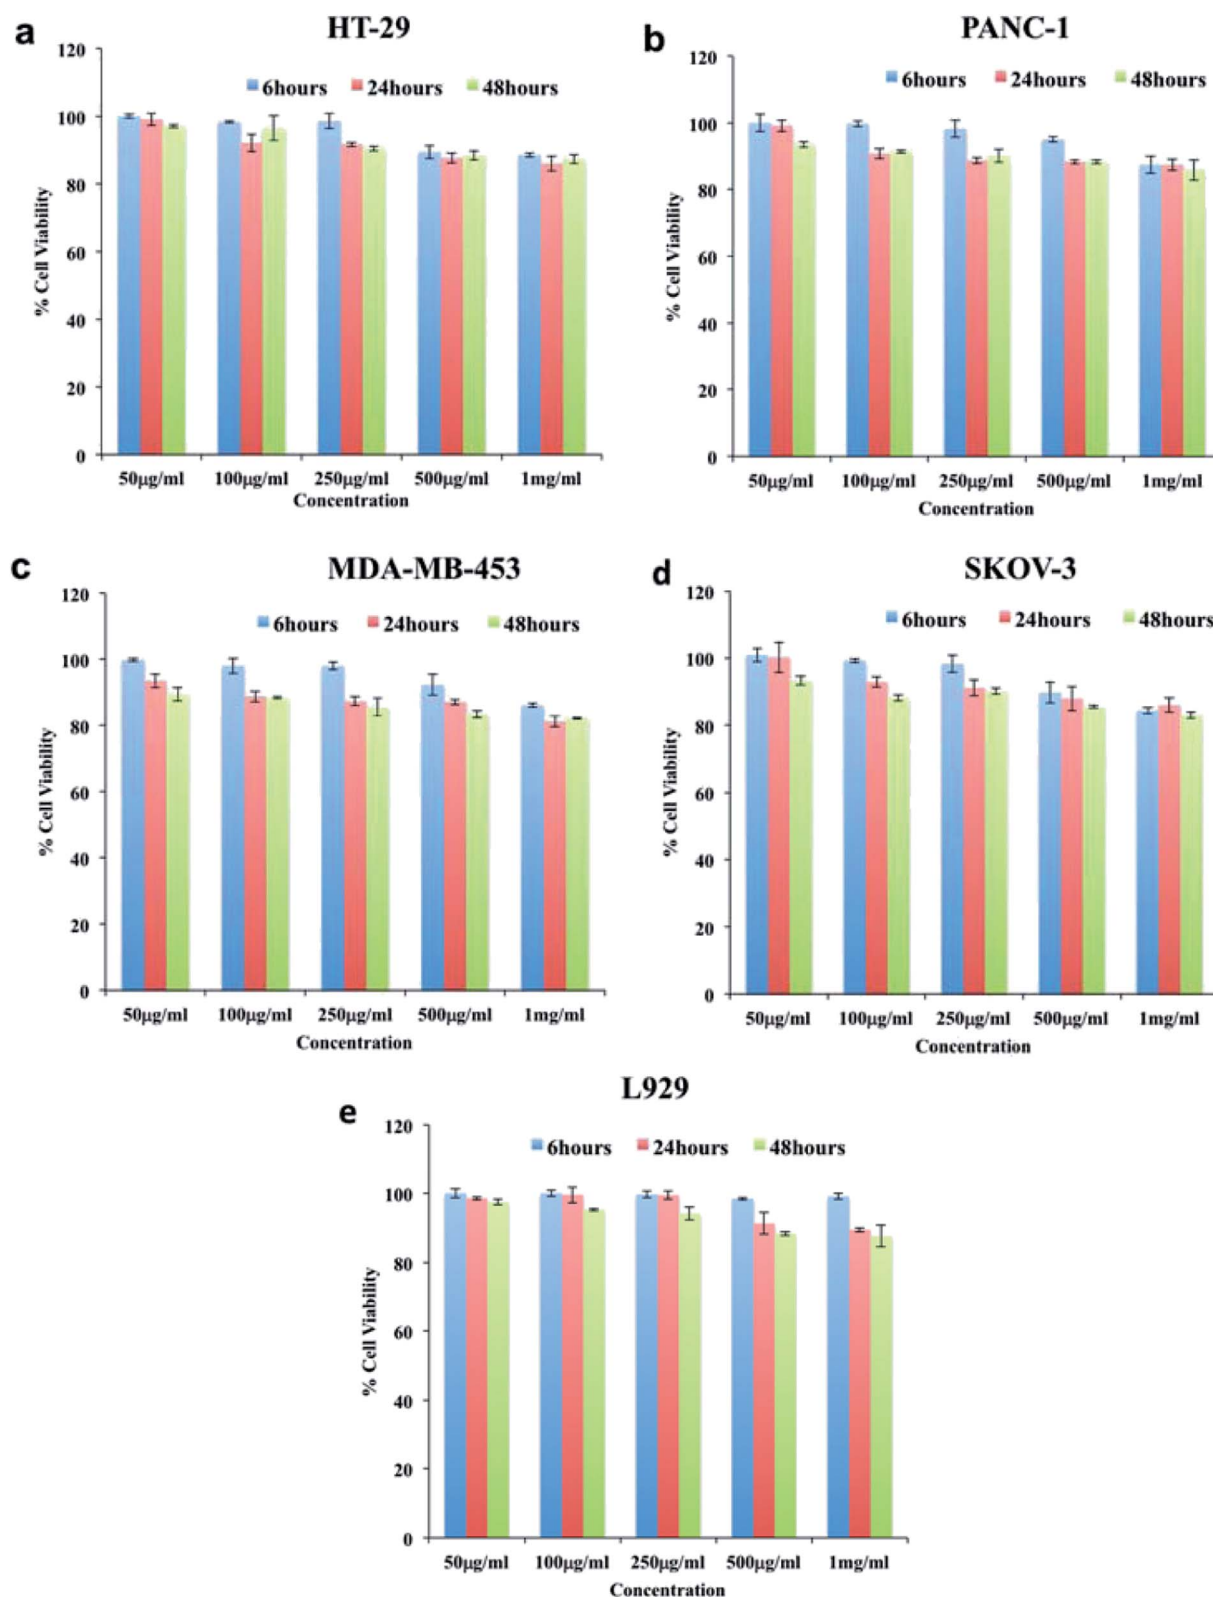 a
HT-29
120
100
80
60
40
20
0
% Cell Viability
6hours 24hours 48hours
50µg/ml 100µg/ml 250µg/ml 500µg/ml 1mg/ml
Concentration
b
PANC-1
120
100
80
60
40
20
0
% Cell Viability
6hours 24hours 48hours
50µg/ml 100µg/ml 250µg/ml 500µg/ml 1mg/ml
Concentration
c
MDA-MB-453
120
100
80
60
40
20
0
% Cell Viability
6hours 24hours 48hours
50µg/ml 100µg/ml 250µg/ml 500µg/ml 1mg/ml
Concentration
d
SKOV-3
120
100
80
60
40
20
0
% Cell Viability
6hours 24hours 48hours
50µg/ml 100µg/ml 250µg/ml 500µg/ml 1mg/ml
Concentration
e
L929
120
100
80
60
40
20
0
% Cell Viability
6hours 24hours 48hours
50µg/ml 100µg/ml 250µg/ml 500µg/ml 1mg/ml
Concentration